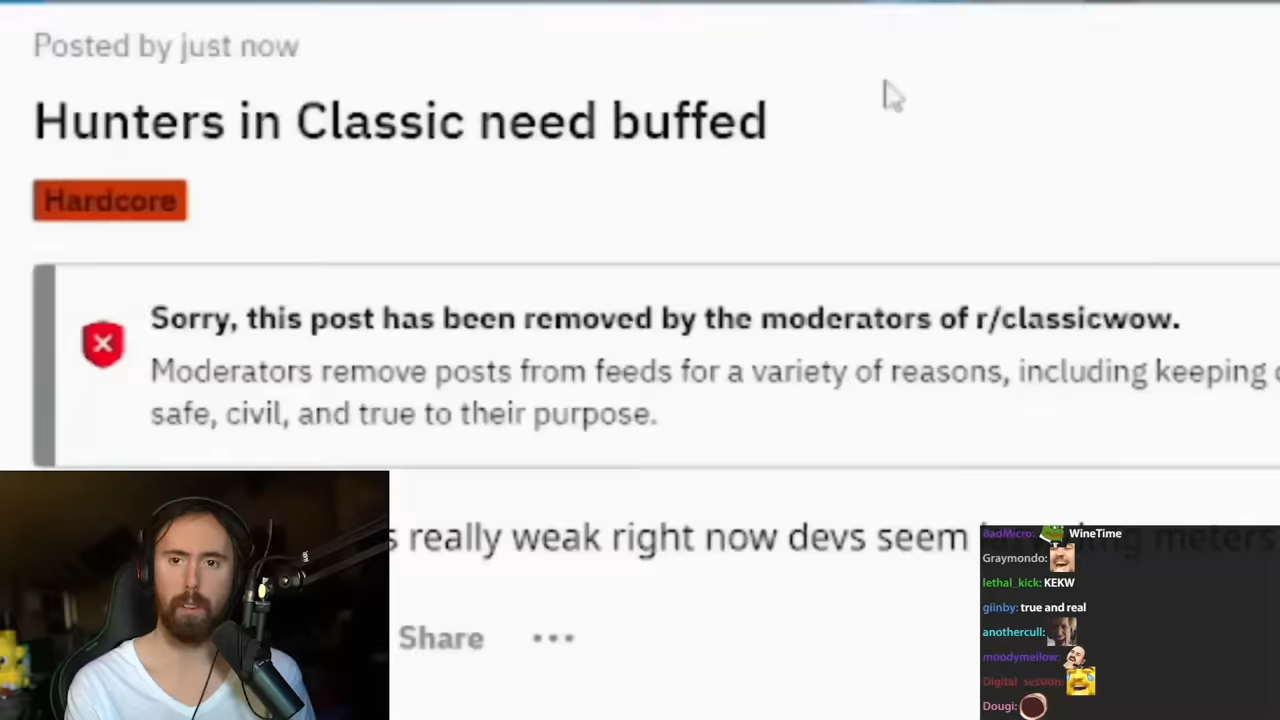 Posted by just now
Hunters in Classic need buffed
Hardcore
Sorry, this post has been removed by the moderators of r/classicwow.
Moderators remove posts from feeds for a variety of reasons, including keeping
safe, civil, and true to their purpose.
s really weak right now devs seem meters
Share
BadMicro: WineTime
Graymondo:
lethal_kick: KEKW
giinby: true and real
anothercull:
moodymellow:
Digital_session:
Dougi: